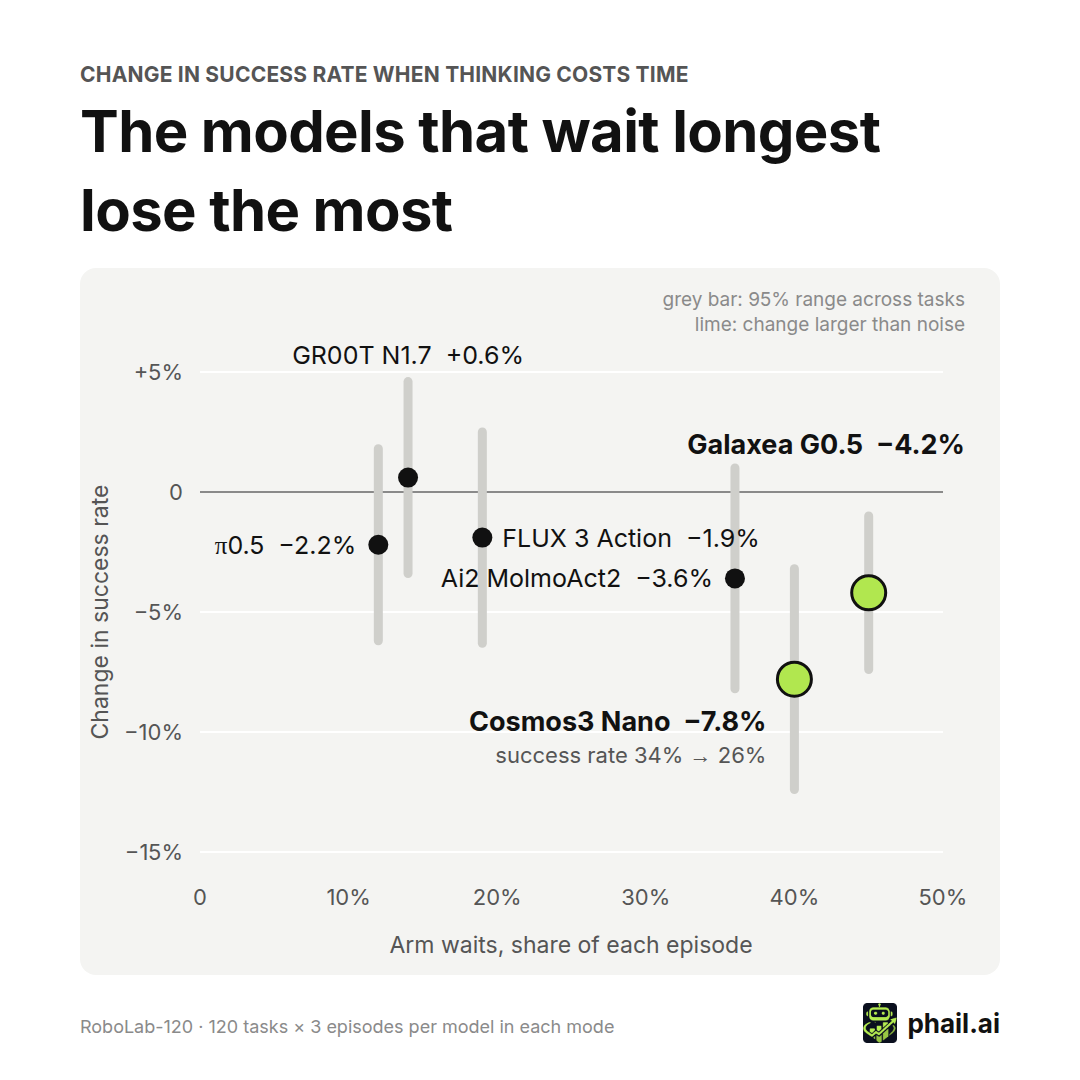 CHANGE IN SUCCESS RATE WHEN THINKING COSTS TIME
The models that wait longest
lose the most
grey bar: 95% range across tasks
lime: change larger than noise
GR00T N1.7 +0.6%
+5%
Galaxea G0.5 −4.2%
0
π0.5 −2.2%
FLUX 3 Action −1.9%
Ai2 MolmoAct2 −3.6%
−5%
Cosmos3 Nano −7.8%
−10%
success rate 34% → 26%
−15%
Change in success rate
0 10% 20% 30% 40% 50%
Arm waits, share of each episode
RoboLab-120 · 120 tasks × 3 episodes per model in each mode
phail.ai